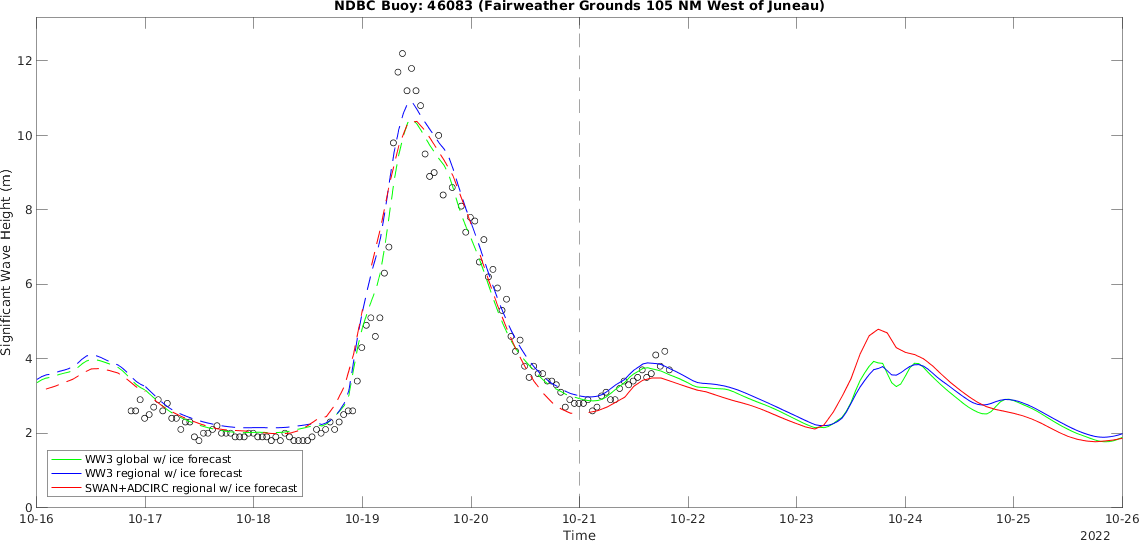 NDBC Buoy: 46083 (Fairweather Grounds 105 NM West of Juneau)
12
10
8
6
4
2
0
Significant Wave Height (m)
WW3 global w/ ice forecast
WW3 regional w/ ice forecast
SWAN+ADCIRC regional w/ ice forecast
10-16 10-17 10-18 10-19 10-20 10-21 10-22 10-23 10-24 10-25 10-26
Time
2022